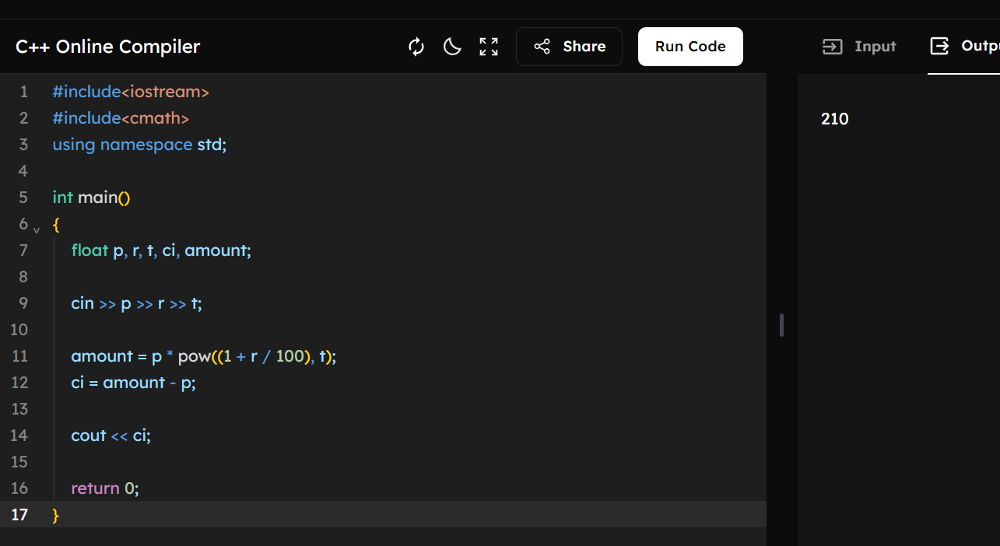 C++ Online Compiler
Share
Run Code
Input
Outpu
1 #include<iostream>
2 #include<cmath>
3 using namespace std;
4
5 int main()
6 {
7 float p, r, t, ci, amount;
8
9 cin >> p >> r >> t;
10
11 amount = p * pow((1 + r / 100), t);
12 ci = amount - p;
13
14 cout << ci;
15
16 return 0;
17 }
210